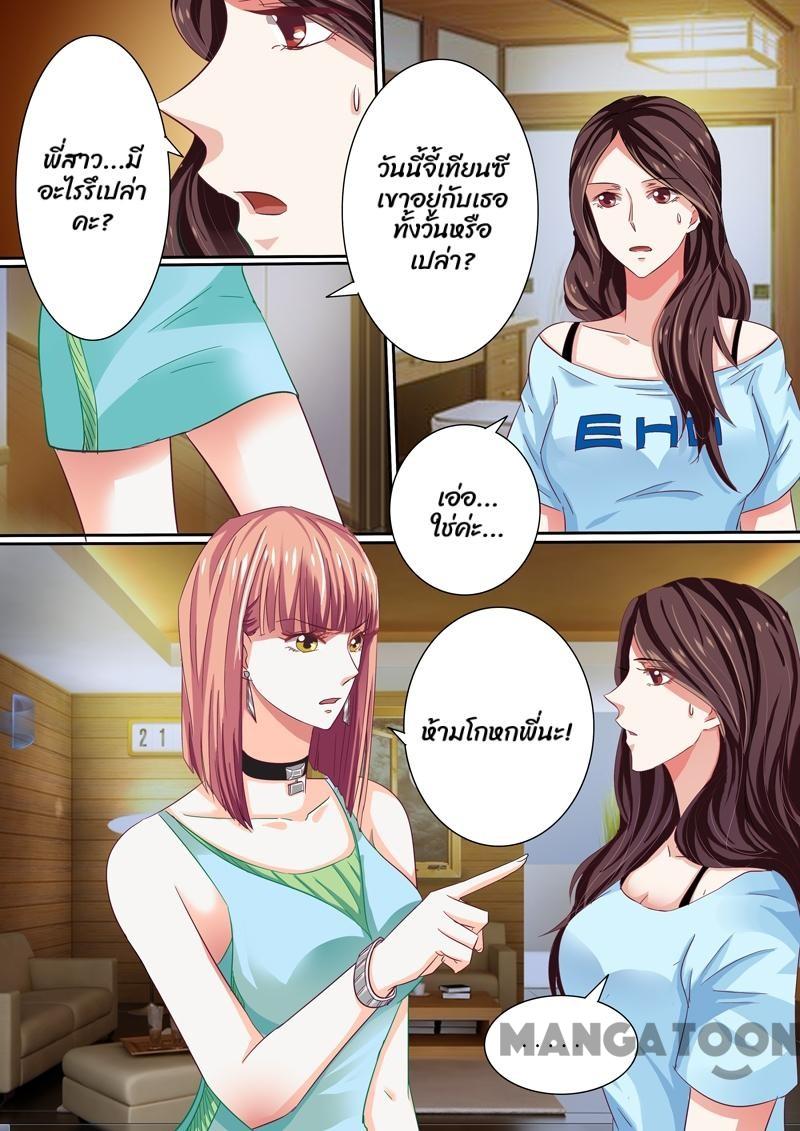 พี่สาว...มี
อะไรรึเปล่า
คะ?
วันนี้จี้เทียนซี
เขาอยู่กับเธอ
ทั้งวันหรือ
เปล่า?
EHU
เอ่อ...
ใช่ค่ะ...
ห้ามโกหกพี่นะ!
21
.....
MANGATOON